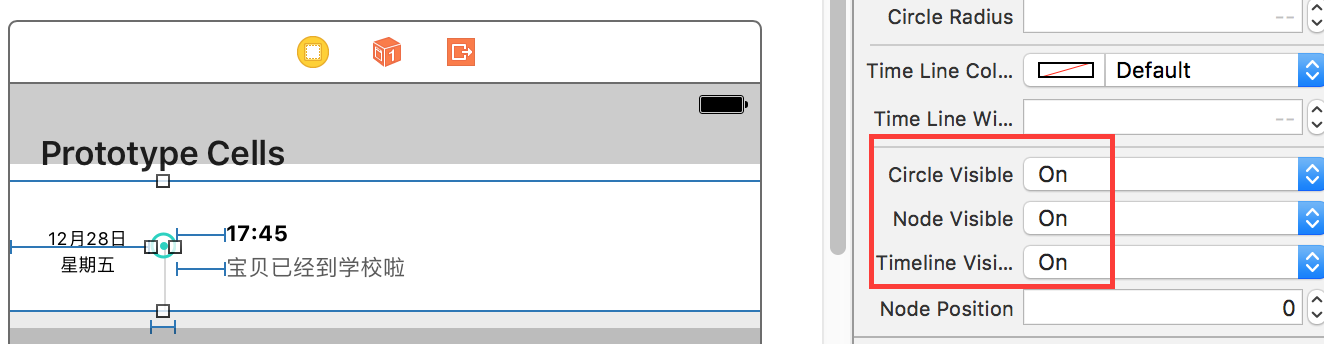 Prototype Cells
12月28日
星期五
17:45
宝贝已经到学校啦
Circle Radius --
Time Line Col... Default
Time Line Wi... --
Circle Visible On
Node Visible On
Timeline Visi... On
Node Position 0